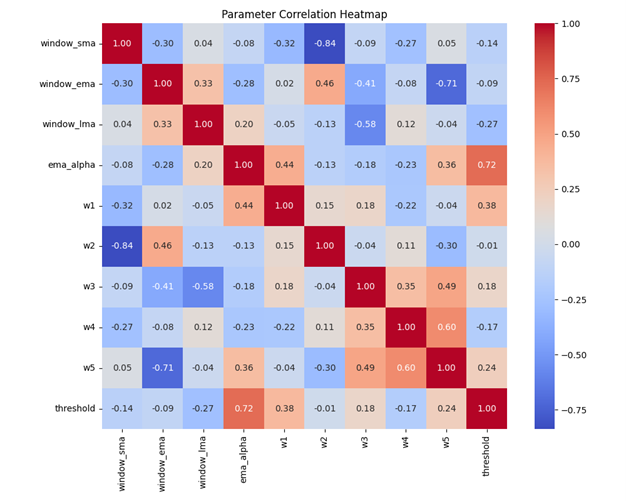 Parameter Correlation Heatmap
window_sma 1.00 -0.30 0.04 -0.08 -0.32 -0.84 -0.09 -0.27 0.05 -0.14
window_ema -0.30 1.00 0.33 -0.28 0.02 0.46 -0.41 -0.08 -0.71 -0.09
window_lma 0.04 0.33 1.00 0.20 -0.05 -0.13 -0.58 0.12 -0.04 -0.27
ema_alpha -0.08 -0.28 0.20 1.00 0.44 -0.13 -0.18 -0.23 0.36 0.72
w1 -0.32 0.02 -0.05 0.44 1.00 0.15 0.18 -0.22 -0.04 0.38
w2 -0.84 0.46 -0.13 -0.13 0.15 1.00 -0.04 0.11 -0.30 -0.01
w3 -0.09 -0.41 -0.58 -0.18 0.18 -0.04 1.00 0.35 0.49 0.18
w4 -0.27 -0.08 0.12 -0.23 -0.22 0.11 0.35 1.00 0.60 -0.17
w5 0.05 -0.71 -0.04 0.36 -0.04 -0.30 0.49 0.60 1.00 0.24
threshold -0.14 -0.09 -0.27 0.72 0.38 -0.01 0.18 -0.17 0.24 1.00
window_sma
window_ema
window_lma
ema_alpha
w1
w2
w3
w4
w5
threshold
1.00
0.75
0.50
0.25
0.00
−0.25
−0.50
−0.75